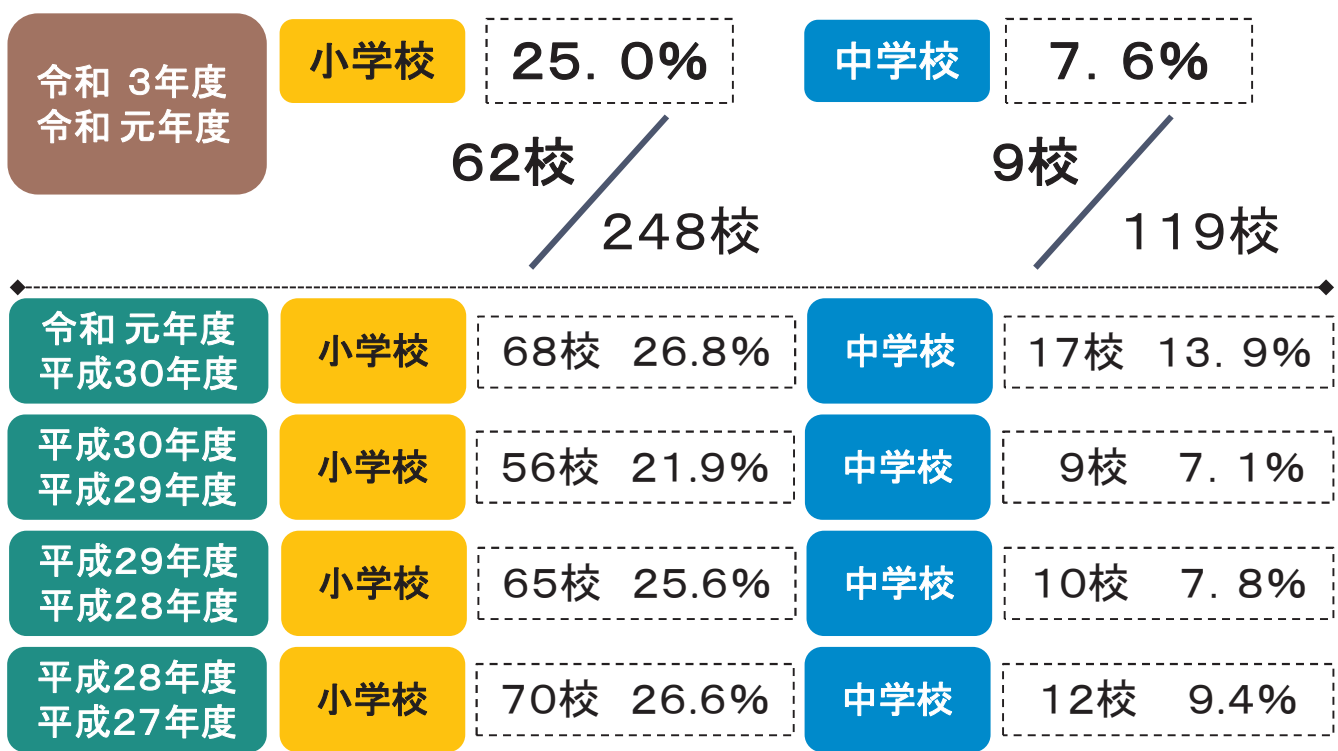 令和 3年度
令和 元年度
小学校
25. 0%
中学校
7. 6%
62校
248校
9校
119校
令和 元年度
平成30年度
小学校
68校 26.8%
中学校
17校 13. 9%
平成30年度
平成29年度
小学校
56校 21.9%
中学校
9校 7. 1%
平成29年度
平成28年度
小学校
65校 25.6%
中学校
10校 7. 8%
平成28年度
平成27年度
小学校
70校 26.6%
中学校
12校 9.4%